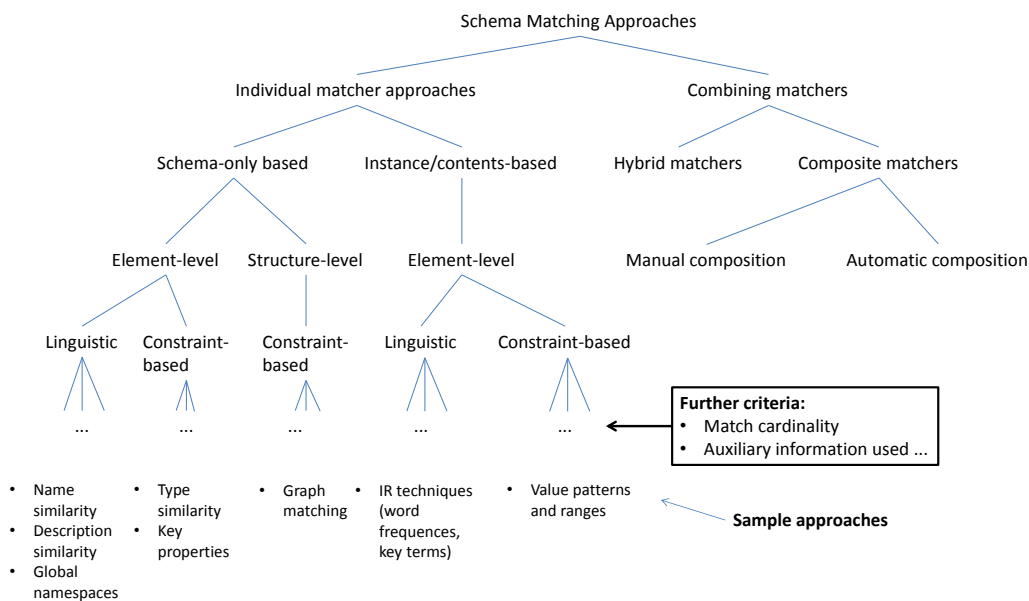 Schema Matching Approaches
Individual matcher approaches
Combining matchers
Schema-only based
Instance/contents-based
Hybrid matchers
Composite matchers
Element-level
Structure-level
Element-level
Manual composition
Automatic composition
Linguistic
Constraint-
based
Constraint-
based
Linguistic
Constraint-based
...
...
...
...
...
Further criteria:
• Match cardinality
• Auxiliary information used ...
• Name
similarity
• Description
similarity
• Global
namespaces
• Type
similarity
• Key
properties
• Graph
matching
• IR techniques
(word
frequences,
key terms)
• Value patterns
and ranges
Sample approaches